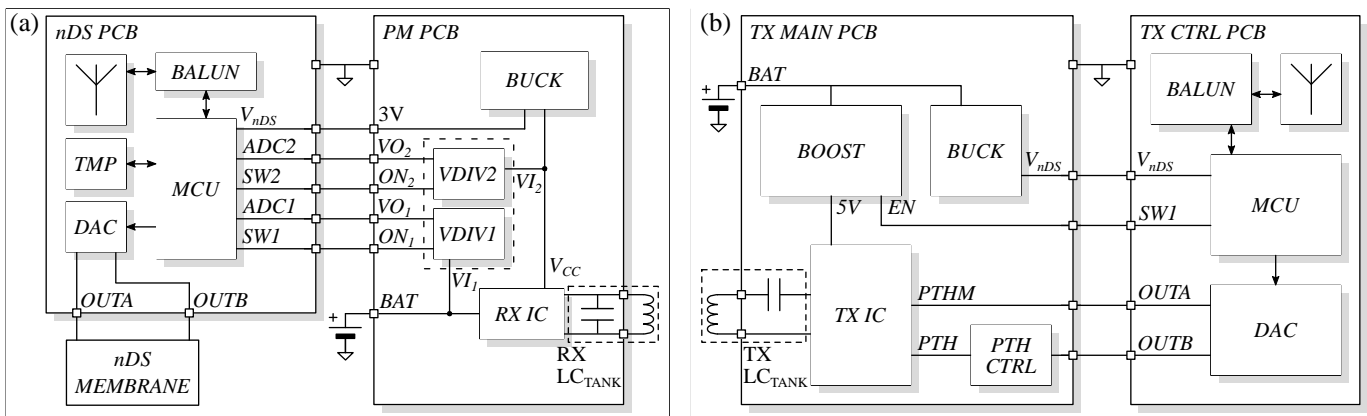 (a)
nDS PCB
PM PCB
BALUN
BUCK
V_nDS
3V
TMP
MCU
ADC2
VO_2
VDIV2
SW2
ON_2
VI_2
DAC
ADC1
VO_1
VDIV1
SW1
ON_1
VI_1
V_CC
OUTA
OUTB
BAT
RX IC
+
nDS
MEMBRANE
RX
LC_TANK
(b)
TX MAIN PCB
TX CTRL PCB
BAT
+
BALUN
BOOST
BUCK
V_nDS
V_nDS
MCU
5V
EN
SW1
TX IC
PTHM
OUTA
DAC
PTH
PTH
CTRL
OUTB
TX
LC_TANK